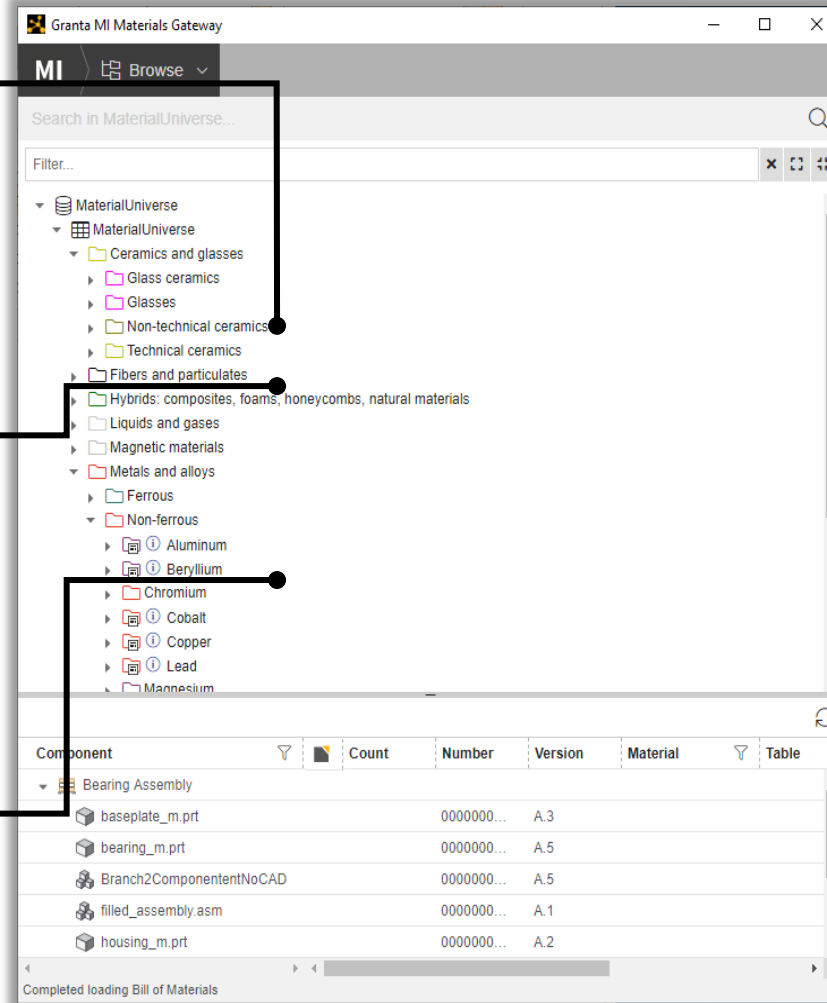 Granta MI Materials Gateway
MI Browse
Search in MaterialUniverse...
Filter...
MaterialUniverse
MaterialUniverse
Ceramics and glasses
Glass ceramics
Glasses
Non-technical ceramics
Technical ceramics
Fibers and particulates
Hybrids: composites, foams, honeycombs, natural materials
Liquids and gases
Magnetic materials
Metals and alloys
Ferrous
Non-ferrous
Aluminum
Beryllium
Chromium
Cobalt
Copper
Lead
Magnesium
Component Count Number Version Material Table
Bearing Assembly
baseplate_m.prt 0000000... A.3
bearing_m.prt 0000000... A.5
Branch2ComponententNoCAD 0000000... A.5
filled_assembly.asm 0000000... A.1
housing_m.prt 0000000... A.2
Completed loading Bill of Materials